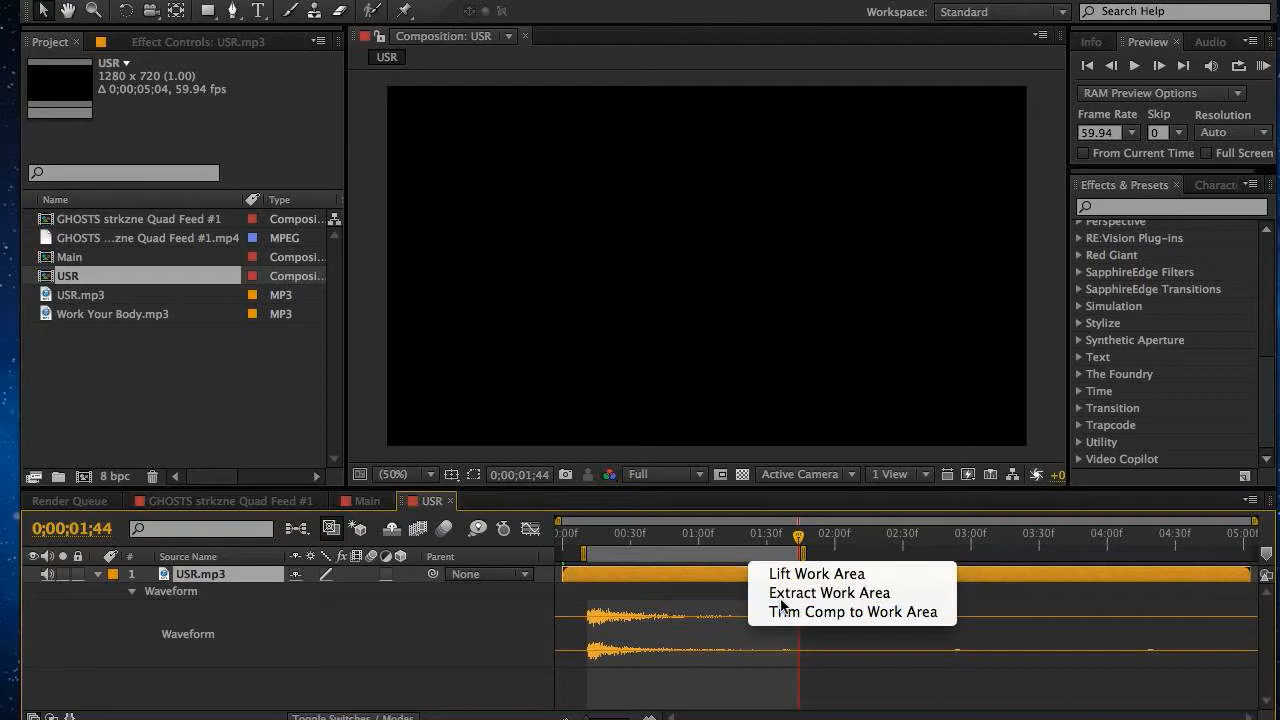 Workspace: Standard Search Help
Project Effect Controls: USR.mp3
Composition: USR
Info Preview Audio
USR
USR
1280 x 720 (1.00)
Δ 0;00;05;04, 59.94 fps
RAM Preview Options
Frame Rate Skip Resolution
59.94 0 Auto
From Current Time Full Screen
Effects & Presets Charact
Name Type
GHOSTS strkzne Quad Feed #1 Composi...
GHOSTS ...zne Quad Feed #1.mp4 MPEG
Main Composi...
USR Composi...
USR.mp3 MP3
Work Your Body.mp3 MP3
Perspective
RE:Vision Plug-ins
Red Giant
SapphireEdge Filters
SapphireEdge Transitions
Simulation
Stylize
Synthetic Aperture
Text
The Foundry
Time
Transition
Trapcode
Utility
Video Copilot
8 bpc
(50%) 0;00;01;44 Full Active Camera 1 View +0
Render Queue GHOSTS strkzne Quad Feed #1 Main USR
0;00;01;44
:00f 00:30f 01:00f 01:30f 02:00f 02:30f 03:00f 03:30f 04:00f 04:30f 05:00f
# Source Name Parent
1 USR.mp3 None
Waveform
Waveform
Lift Work Area
Extract Work Area
Trim Comp to Work Area
Toggle Switches / Modes